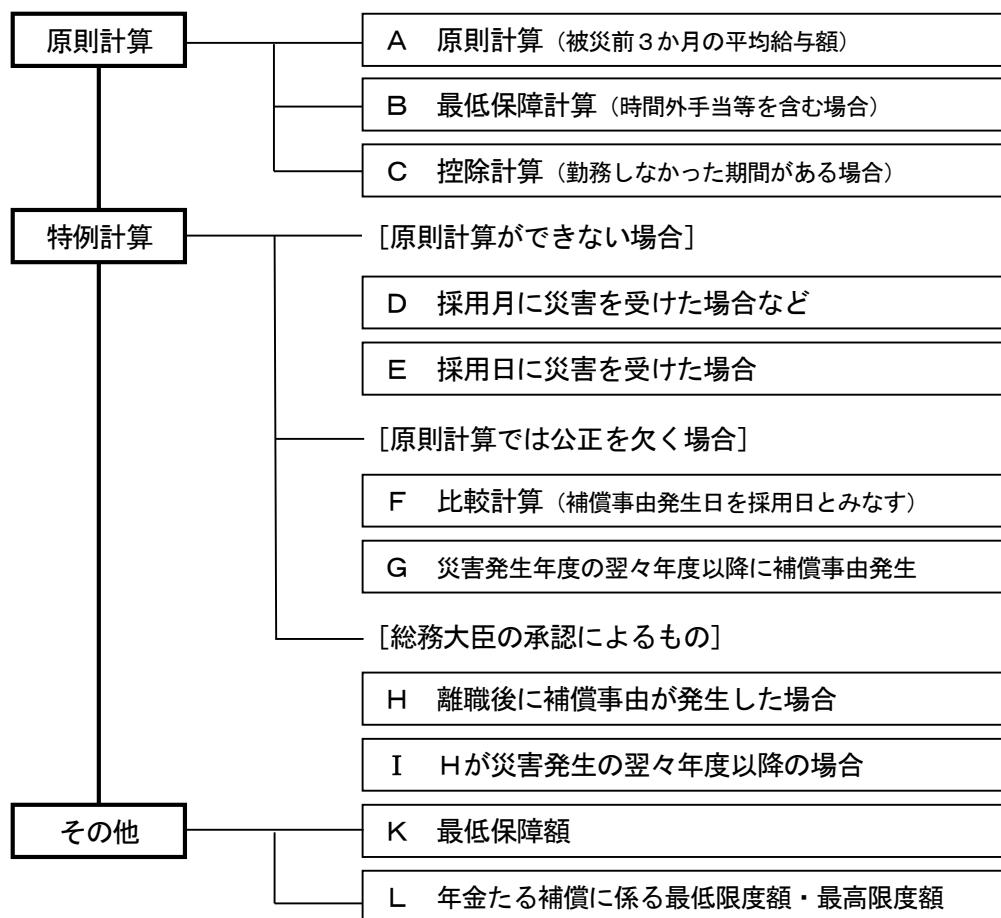 原則計算
A 原則計算（被災前３か月の平均給与額）
B 最低保障計算（時間外手当等を含む場合）
C 控除計算（勤務しなかった期間がある場合）
特例計算
［原則計算ができない場合］
D 採用月に災害を受けた場合など
E 採用日に災害を受けた場合
［原則計算では公正を欠く場合］
F 比較計算（補償事由発生日を採用日とみなす）
G 災害発生年度の翌々年度以降に補償事由発生
［総務大臣の承認によるもの］
H 離職後に補償事由が発生した場合
I Hが災害発生の翌々年度以降の場合
その他
K 最低保障額
L 年金たる補償に係る最低限度額・最高限度額